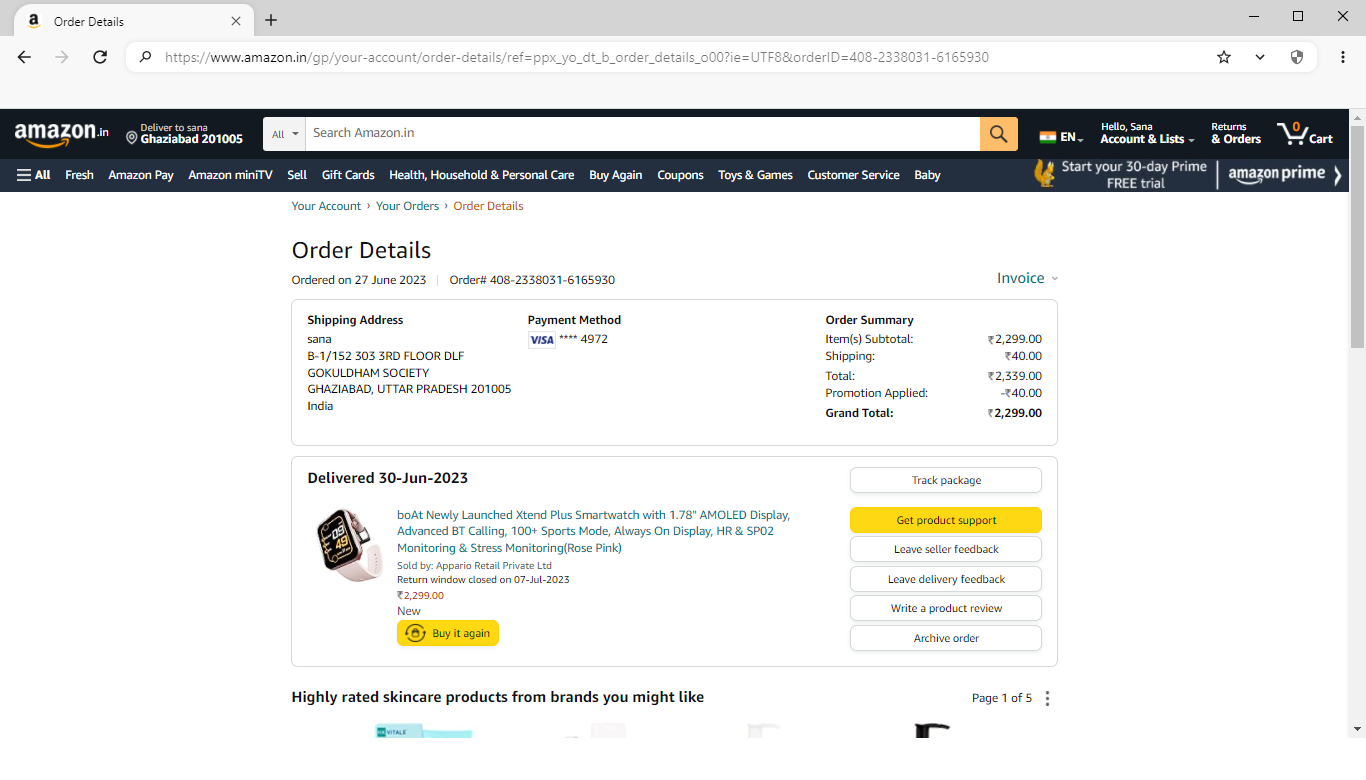 Order Details
https://www.amazon.in/gp/your-account/order-details/ref=ppx_yo_dt_b_order_details_o00?ie=UTF8&orderID=408-2338031-6165930
amazon.in
Deliver to sana
Ghaziabad 201005
All
Search Amazon.in
EN
Hello, Sana
Account & Lists
Returns
& Orders
0
Cart
All Fresh Amazon Pay Amazon miniTV Sell Gift Cards Health, Household & Personal Care Buy Again Coupons Toys & Games Customer Service Baby
Start your 30-day Prime
FREE trial
amazon prime
Your Account › Your Orders › Order Details
Order Details
Ordered on 27 June 2023 Order# 408-2338031-6165930
Invoice
Shipping Address
sana
B-1/152 303 3RD FLOOR DLF
GOKULDHAM SOCIETY
GHAZIABAD, UTTAR PRADESH 201005
India
Payment Method
VISA **** 4972
Order Summary
Item(s) Subtotal: ₹2,299.00
Shipping: ₹40.00
Total: ₹2,339.00
Promotion Applied: -₹40.00
Grand Total: ₹2,299.00
Delivered 30-Jun-2023
09
49
boAt Newly Launched Xtend Plus Smartwatch with 1.78" AMOLED Display,
Advanced BT Calling, 100+ Sports Mode, Always On Display, HR & SP02
Monitoring & Stress Monitoring(Rose Pink)
Sold by: Appario Retail Private Ltd
Return window closed on 07-Jul-2023
₹2,299.00
New
Buy it again
Track package
Get product support
Leave seller feedback
Leave delivery feedback
Write a product review
Archive order
Highly rated skincare products from brands you might like
Page 1 of 5
VITALE